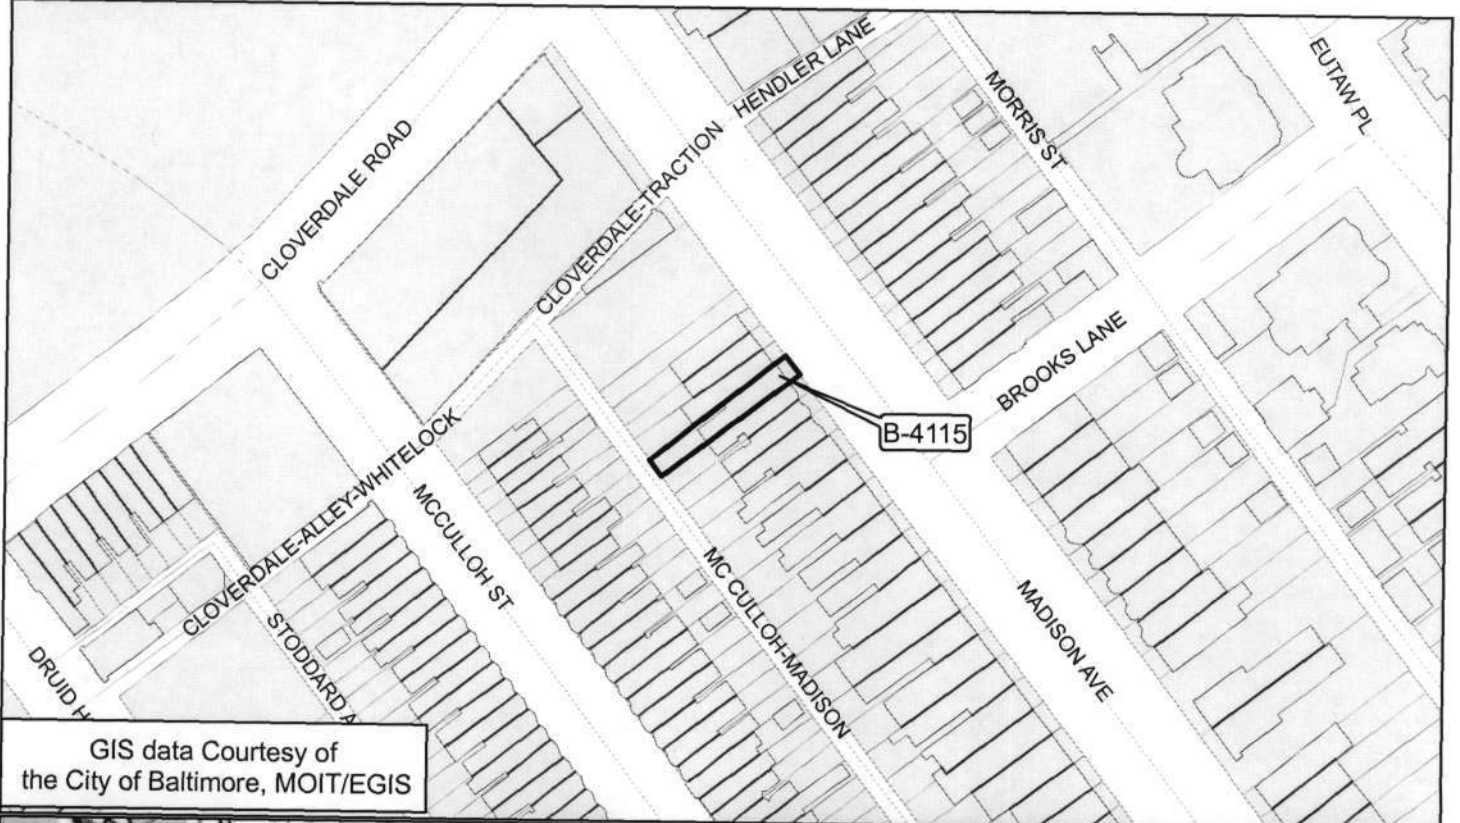 HENDLER LANE
EUTAW PL
MORRIS ST
CLOVERDALE ROAD
CLOVERDALE-TRACTION
BROOKS LANE
B-4115
CLOVERDALE-ALLEY-WHITELOCK
MCCULLOH ST
MC CULLOH-MADISON
MADISON AVE
STODDARD A
DRUID H
GIS data Courtesy of
the City of Baltimore, MOIT/EGIS